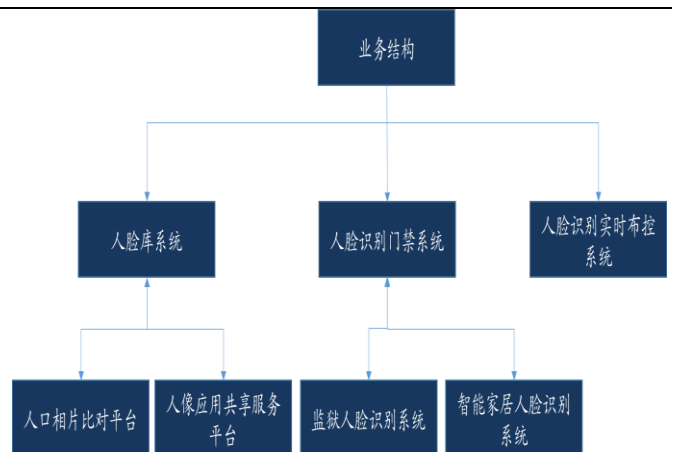 业务结构
人脸库系统
人脸识别门禁系统
人脸识别实时布控
系统
人口相片比对平台
人像应用共享服务
平台
监狱人脸识别系统
智能家居人脸识别
系统